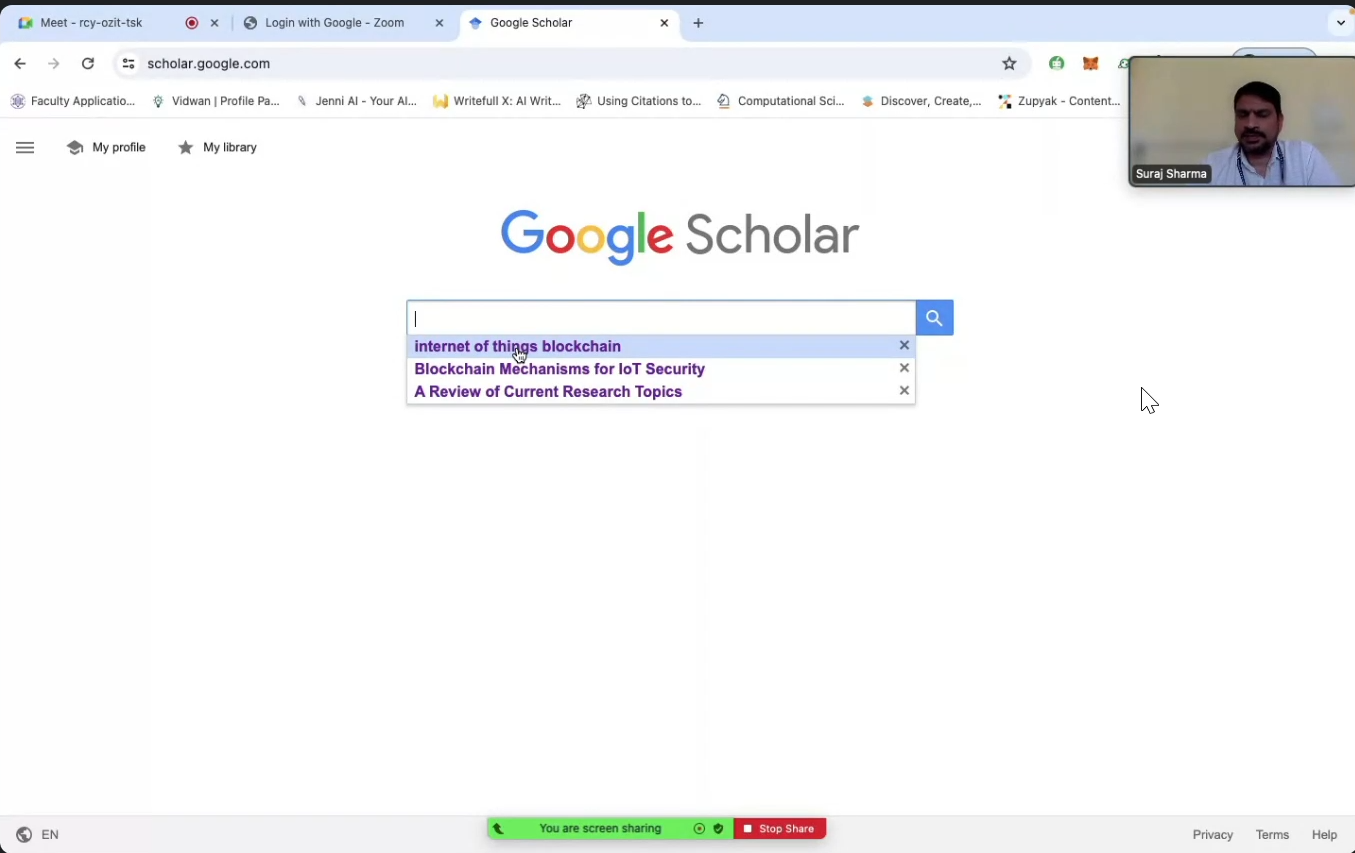 Meet - rcy-ozit-tsk
Login with Google - Zoom
Google Scholar
scholar.google.com
Faculty Applicatio...
Vidwan | Profile Pa...
Jenni AI - Your AI...
Writefull X: AI Writ...
Using Citations to...
Computational Sci...
Discover, Create,...
Zupyak - Content...
My profile
My library
Suraj Sharma
Google Scholar
internet of things blockchain
Blockchain Mechanisms for IoT Security
A Review of Current Research Topics
EN
You are screen sharing
Stop Share
Privacy
Terms
Help